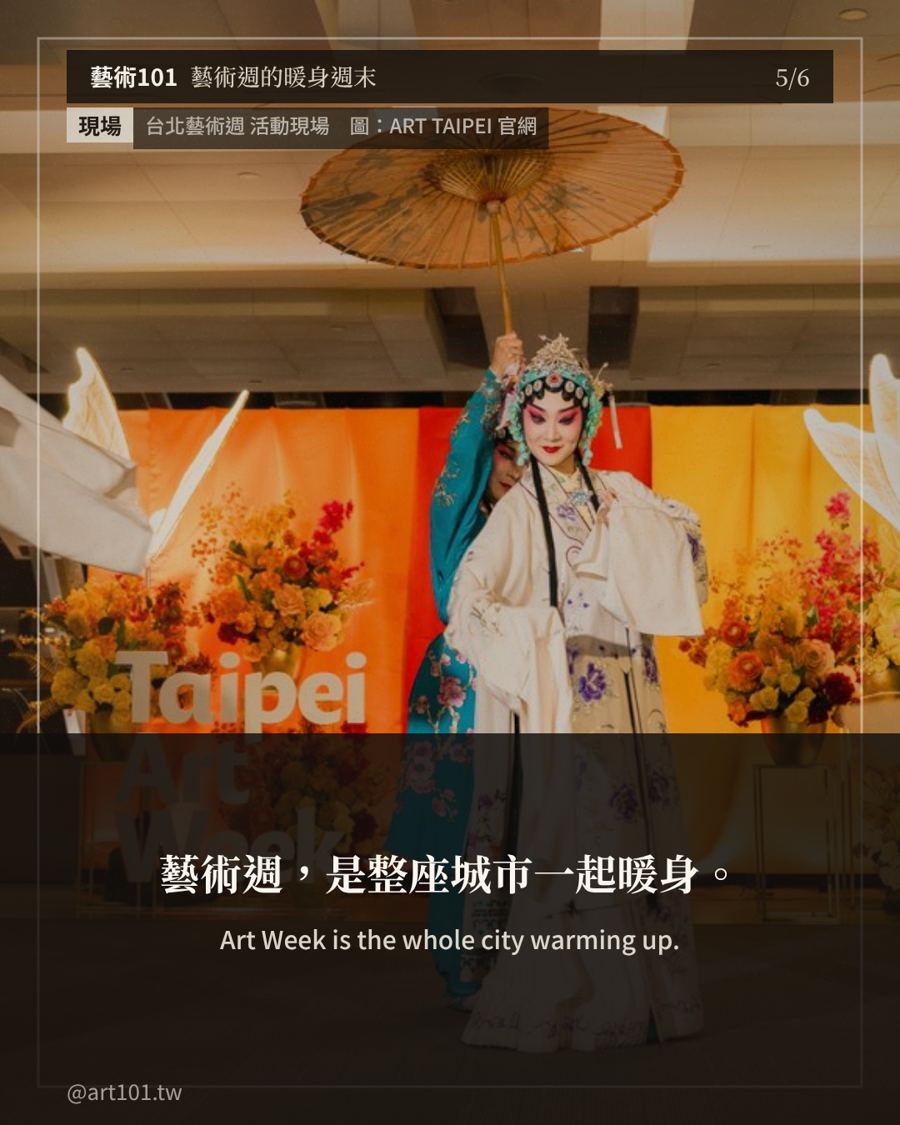 藝術101 藝術週的暖身週末 5/6
現場 台北藝術週 活動現場 圖：ART TAIPEI 官網
Taipei
Art
Week
藝術週，是整座城市一起暖身。
Art Week is the whole city warming up.
@art101.tw